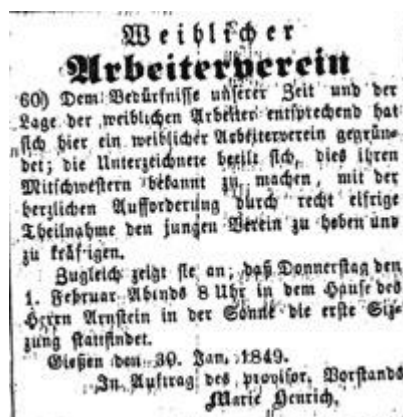 Weiblicher
Arbeiterverein
60) Dem Bedürfnisse unserer Zeit und der
Lage der weiblichen Arbeiter entsprechend hat
sich hier ein weiblicher Arbeiterverein gegrün-
det; die Unterzeichnete beeilt sich, dies ihren
Mitschwestern bekannt zu machen, mit der
herzlichen Aufforderung durch recht eifrige
Theilnahme den jungen Verein zu heben und
zu kräf'igen.
Zugleich zeigt sie an, daß Donnerstag den
1. Februar Abends 8 Uhr in dem Hause des
Herrn Arnstein in der Sonne die erste Siz-
zung stattfindet.
Gießen den 30. Jan. 1849.
In Auftrag des provisor. Vorstands
Marie Henrich.